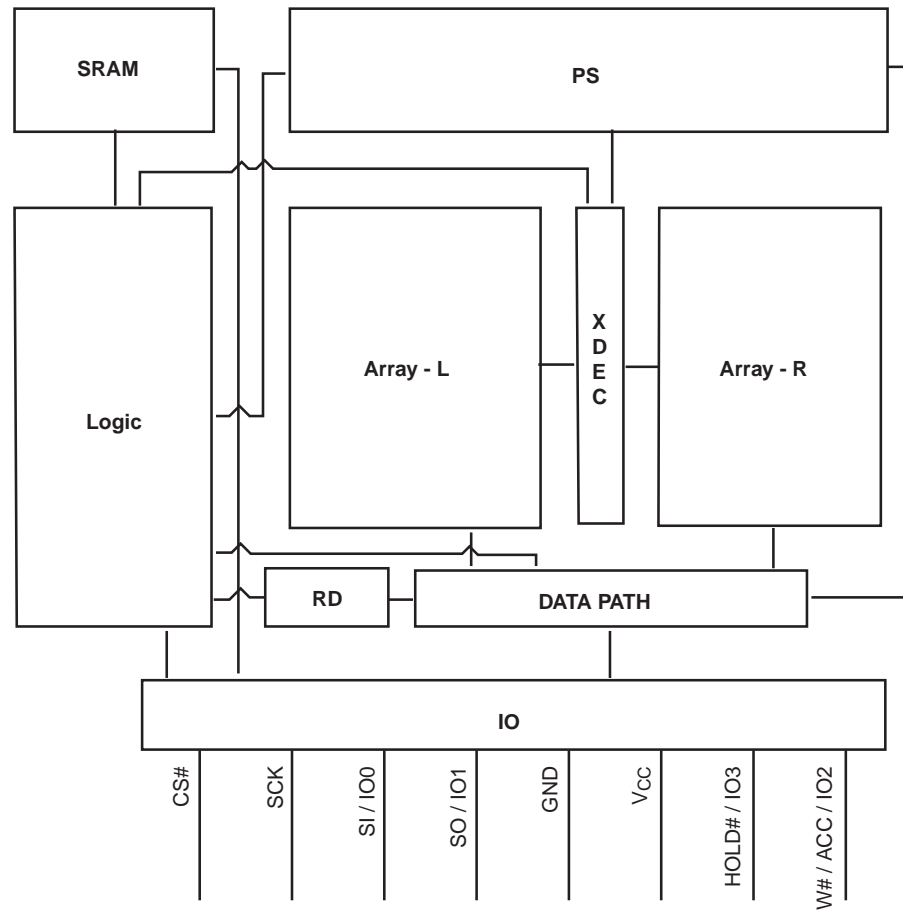 SRAM
PS
Logic
Array - L
X
D
E
C
Array - R
RD
DATA PATH
IO
CS#
SCK
SI / IO0
SO / IO1
GND
VCC
HOLD# / IO3
W# / ACC / IO2